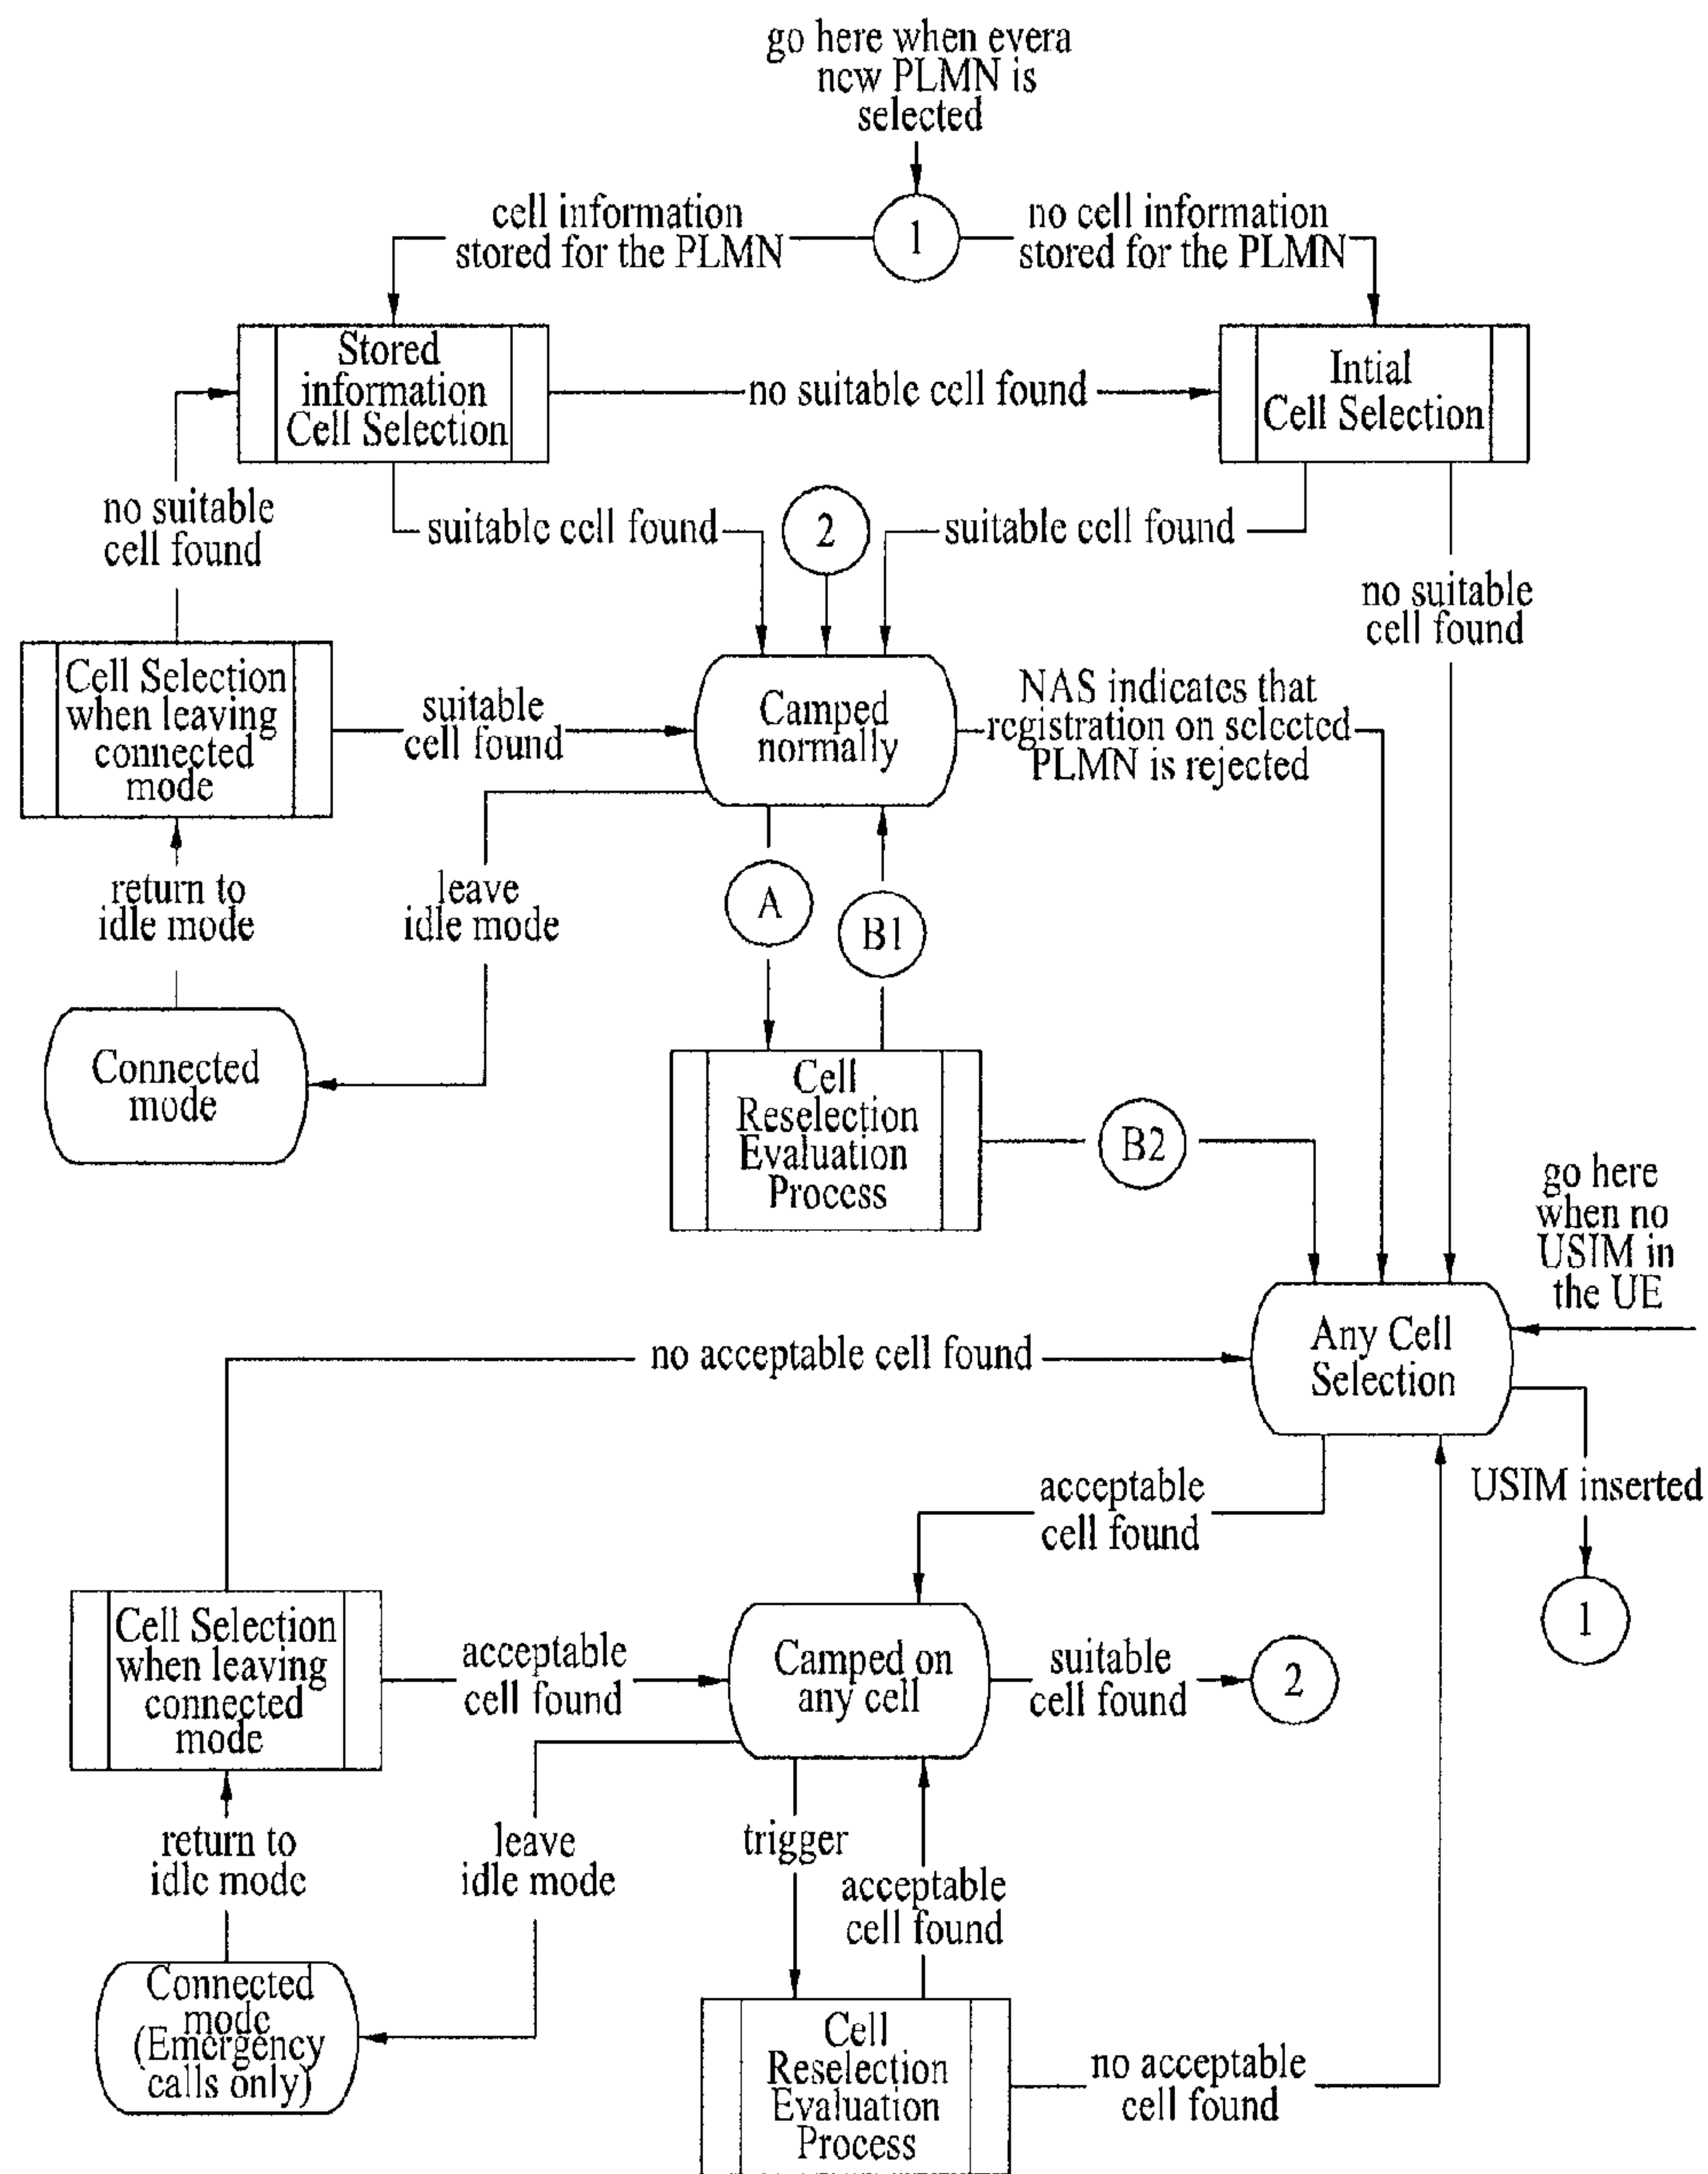 go here when evera
new PLMN is
selected
cell information
stored for the PLMN
1
no cell information
stored for the PLMN
Stored
information
Cell Selection
no suitable cell found
Intial
Cell Selection
no suitable
cell found
suitable cell found
2
suitable cell found
no suitable
cell found
Cell Selection
when leaving
connected
mode
suitable
cell found
Camped
normally
NAS indicates that
registration on selected
PLMN is rejected
return to
idle mode
leave
idle mode
A
B1
Connected
mode
Cell
Reselection
Evaluation
Process
B2
go here
when no
USIM in
the UE
no acceptable cell found
Any Cell
Selection
acceptable
cell found
USIM inserted
1
Cell Selection
when leaving
connected
mode
acceptable
cell found
Camped on
any cell
suitable
cell found
2
return to
idle mode
leave
idle mode
trigger
acceptable
cell found
Connected
mode
(Emergency
calls only)
Cell
Reselection
Evaluation
Process
no acceptable
cell found